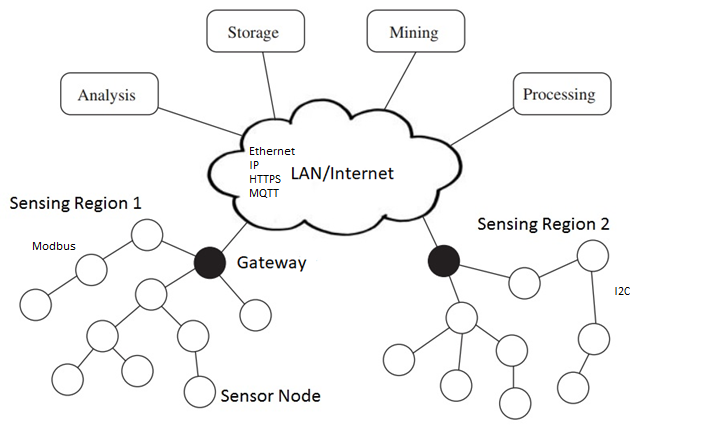 Storage
Mining
Analysis
Processing
Ethernet
IP
HTTPS
MQTT
LAN/Internet
Sensing Region 1
Modbus
Gateway
Sensing Region 2
I2C
Sensor Node